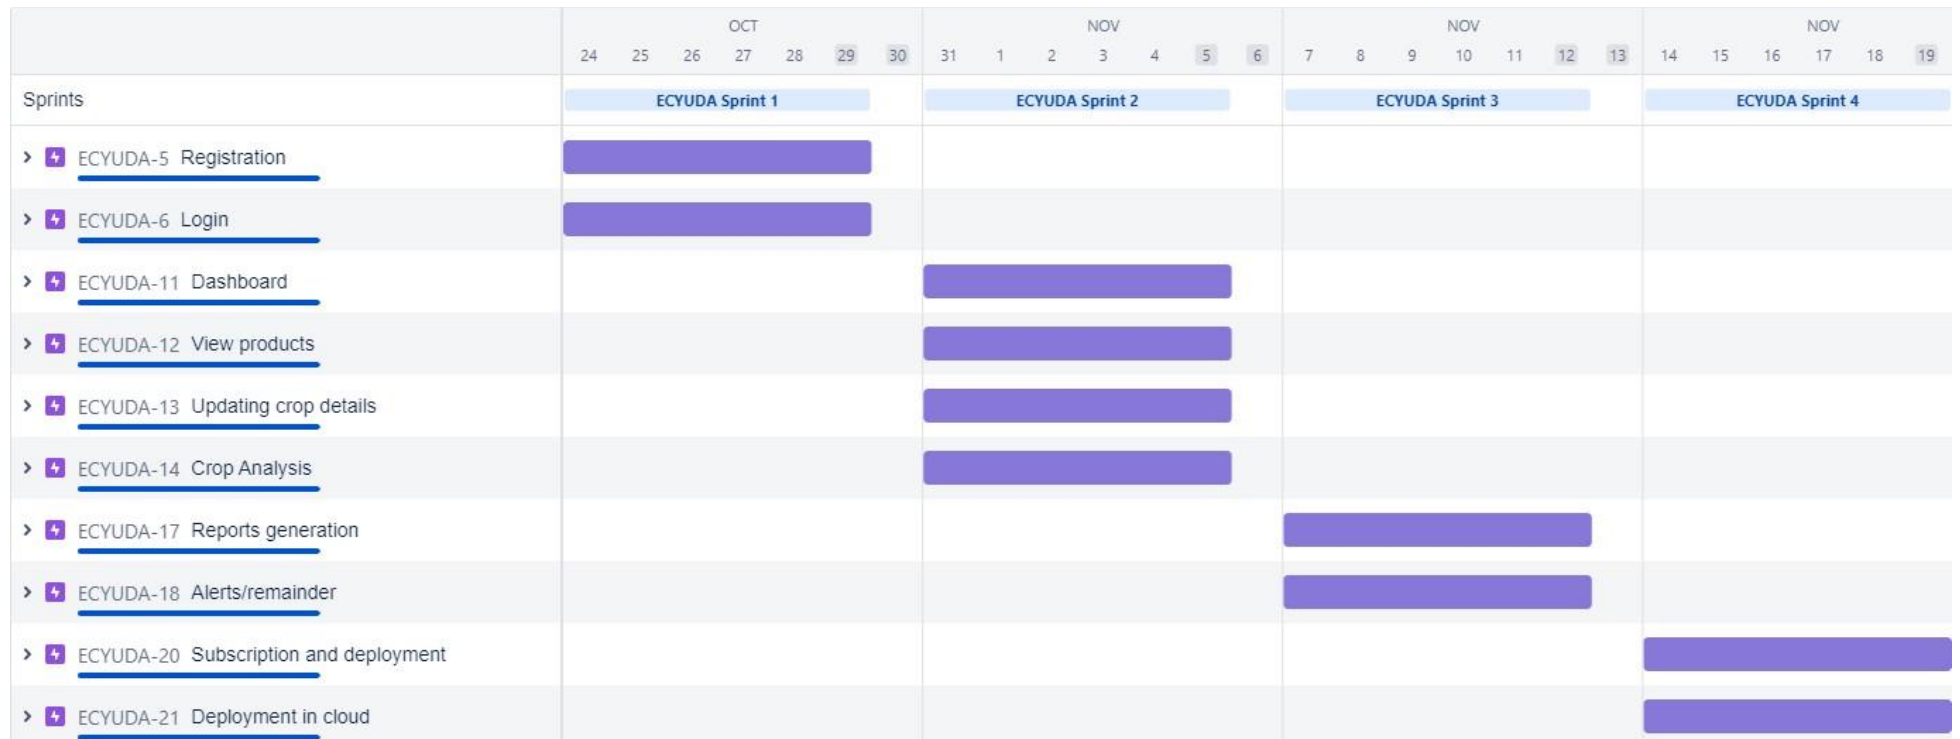 OCT NOV NOV NOV
24 25 26 27 28 29 30 31 1 2 3 4 5 6 7 8 9 10 11 12 13 14 15 16 17 18 19
Sprints ECYUDA Sprint 1 ECYUDA Sprint 2 ECYUDA Sprint 3 ECYUDA Sprint 4
ECYUDA-5 Registration
ECYUDA-6 Login
ECYUDA-11 Dashboard
ECYUDA-12 View products
ECYUDA-13 Updating crop details
ECYUDA-14 Crop Analysis
ECYUDA-17 Reports generation
ECYUDA-18 Alerts/remainder
ECYUDA-20 Subscription and deployment
ECYUDA-21 Deployment in cloud